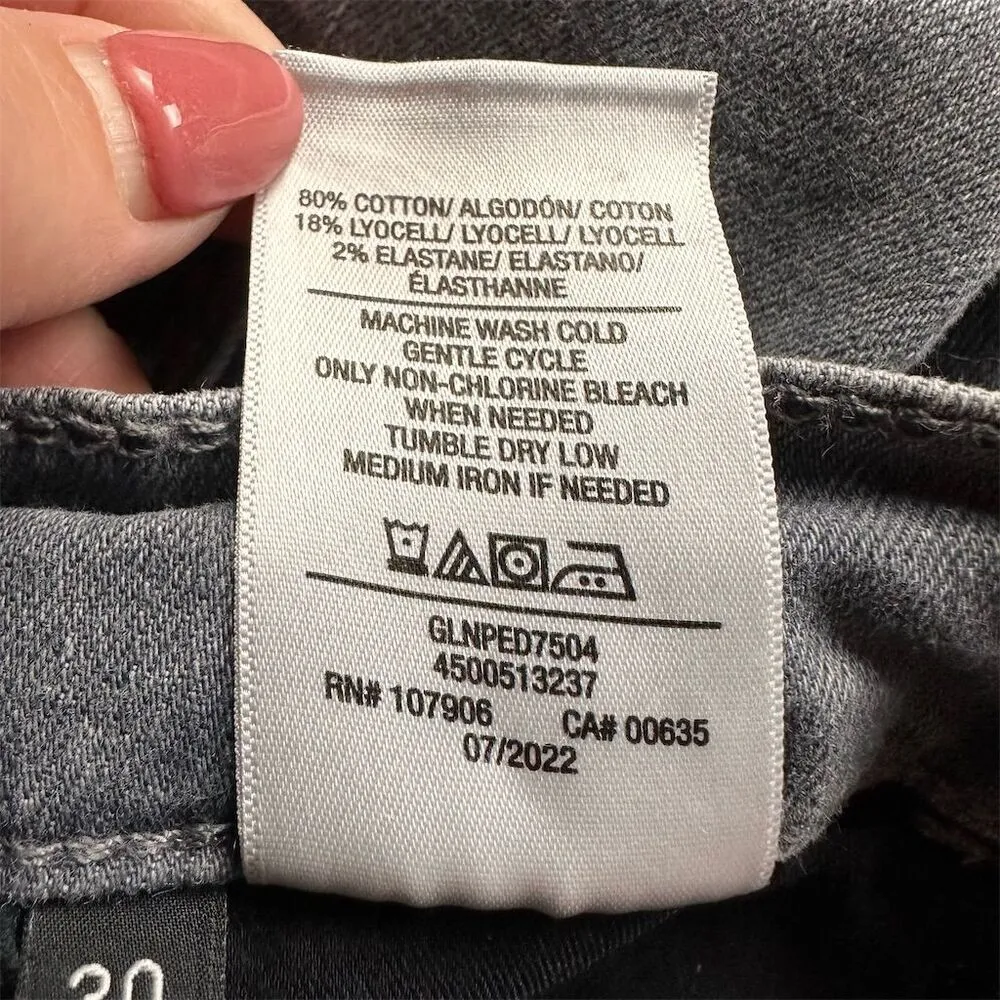 80% COTTON/ ALGODÓN/ COTON
18% LYOCELL/ LYOCELL/ LYOCELL
2% ELASTANE/ ELASTANO/
ÉLASTHANNE
MACHINE WASH COLD
GENTLE CYCLE
ONLY NON-CHLORINE BLEACH
WHEN NEEDED
TUMBLE DRY LOW
MEDIUM IRON IF NEEDED
GLNPED7504
4500513237
RN# 107906 CA# 00635
07/2022